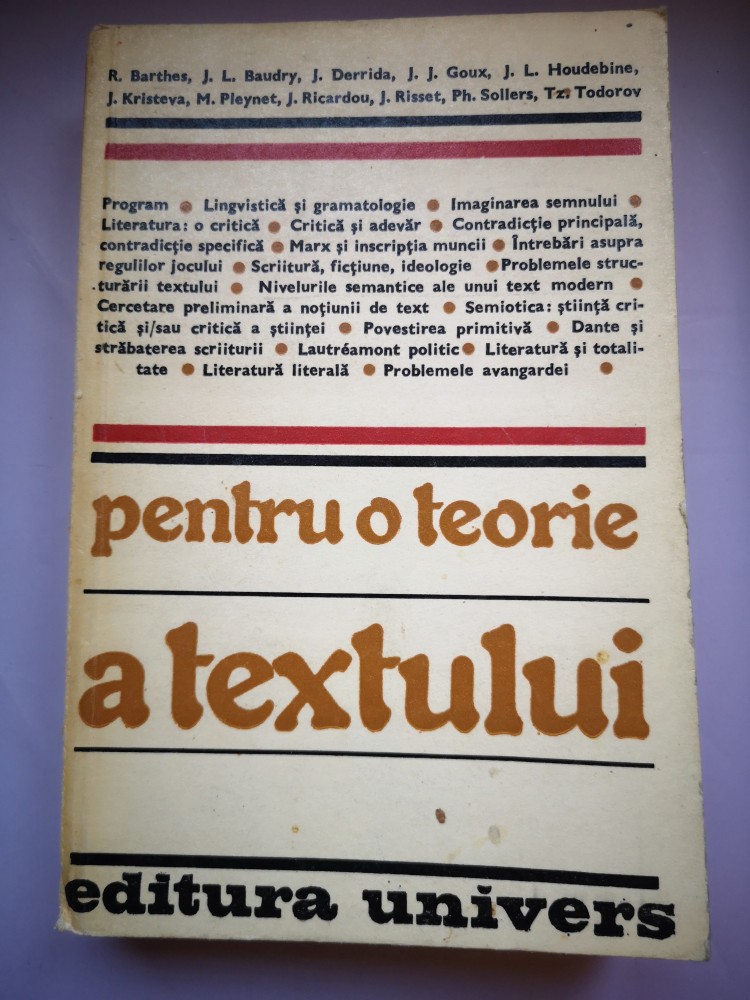 R. Barthes, J. L. Baudry, J. Derrida, J. J. Goux, J. L. Houdebine,
J. Kristeva, M. Pleynet, J. Ricardou, J. Risset, Ph. Sollers, Tz. Todorov
Program ● Lingvistică și gramatologie ● Imaginarea semnului ●
Literatura: o critică ● Critică și adevăr ● Contradicție principală,
contradicție specifică ● Marx și inscripția muncii ● Întrebări asupra
regulilor jocului ● Scriitură, ficțiune, ideologie ● Problemele struc-
turării textului ● Nivelurile semantice ale unui text modern ●
Cercetare preliminară a noțiunii de text ● Semiotica: știință cri-
tică și/sau critică a științei ● Povestirea primitivă ● Dante și
străbaterea scriiturii ● Lautréamont politic ● Literatură și totali-
tate ● Literatură literală ● Problemele avangardei ●
pentru o teorie
a textului
editura univers